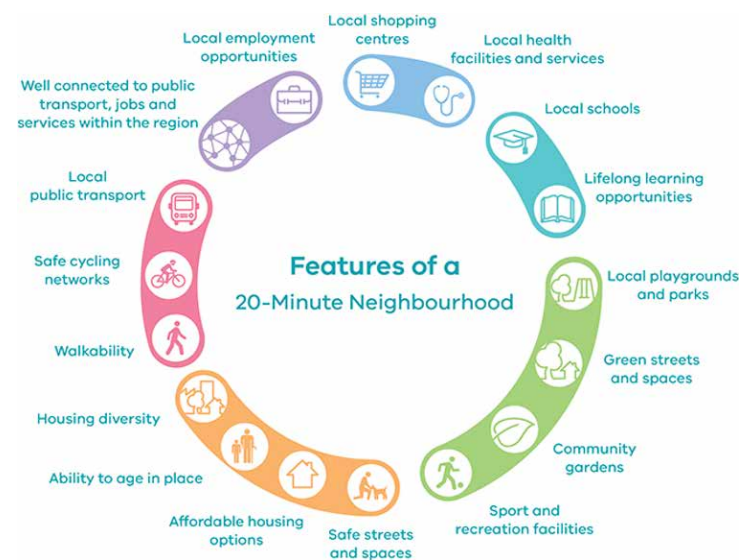 Features of a
20-Minute Neighbourhood
Local shopping
centres
Local health
facilities and services
Local schools
Lifelong learning
opportunities
Local playgrounds
and parks
Green streets
and spaces
Community
gardens
Sport and
recreation facilities
Safe streets
and spaces
Affordable housing
options
Ability to age in place
Housing diversity
Walkability
Safe cycling
networks
Local
public transport
Well connected to public
transport, jobs and
services within the region
Local employment
opportunities